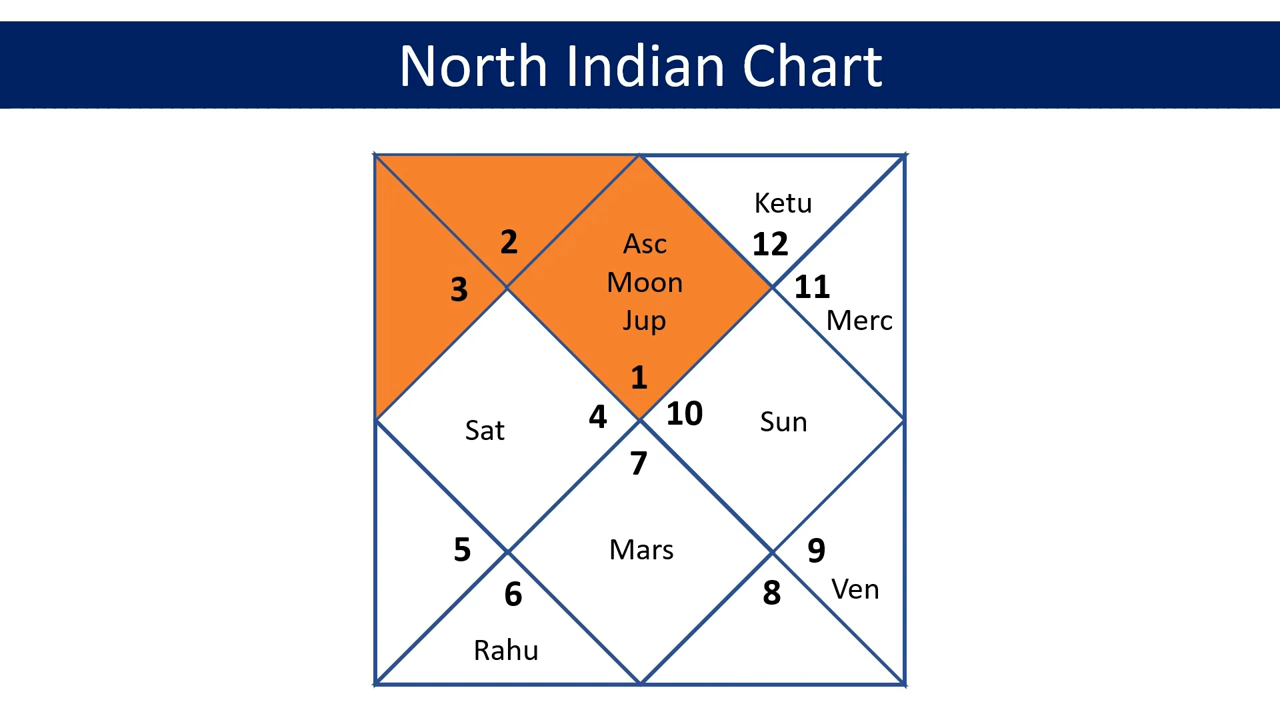 North Indian Chart
Ketu
2
Asc
12
Moon
3
11
Jup
Merc
1
4
10
Sun
Sat
7
5
Mars
9
6
8
Ven
Rahu